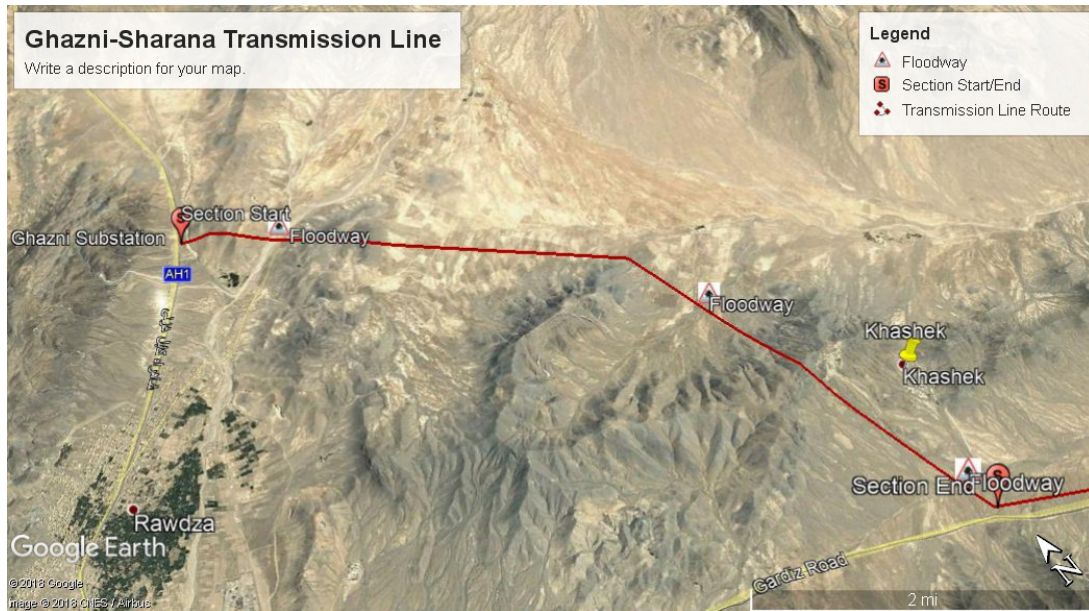 Ghazni-Sharana Transmission Line
Write a description for your map.
Legend
Floodway
Section Start/End
Transmission Line Route
S
Section Start
Ghazni Substation
Floodway
AH1
Floodway
Khashek
Khashek
Section End
Floodway
S
Rawdza
Google Earth
Gardiz Road
© 2018 Google
Image © 2018 CNES / Airbus
2 mi
N